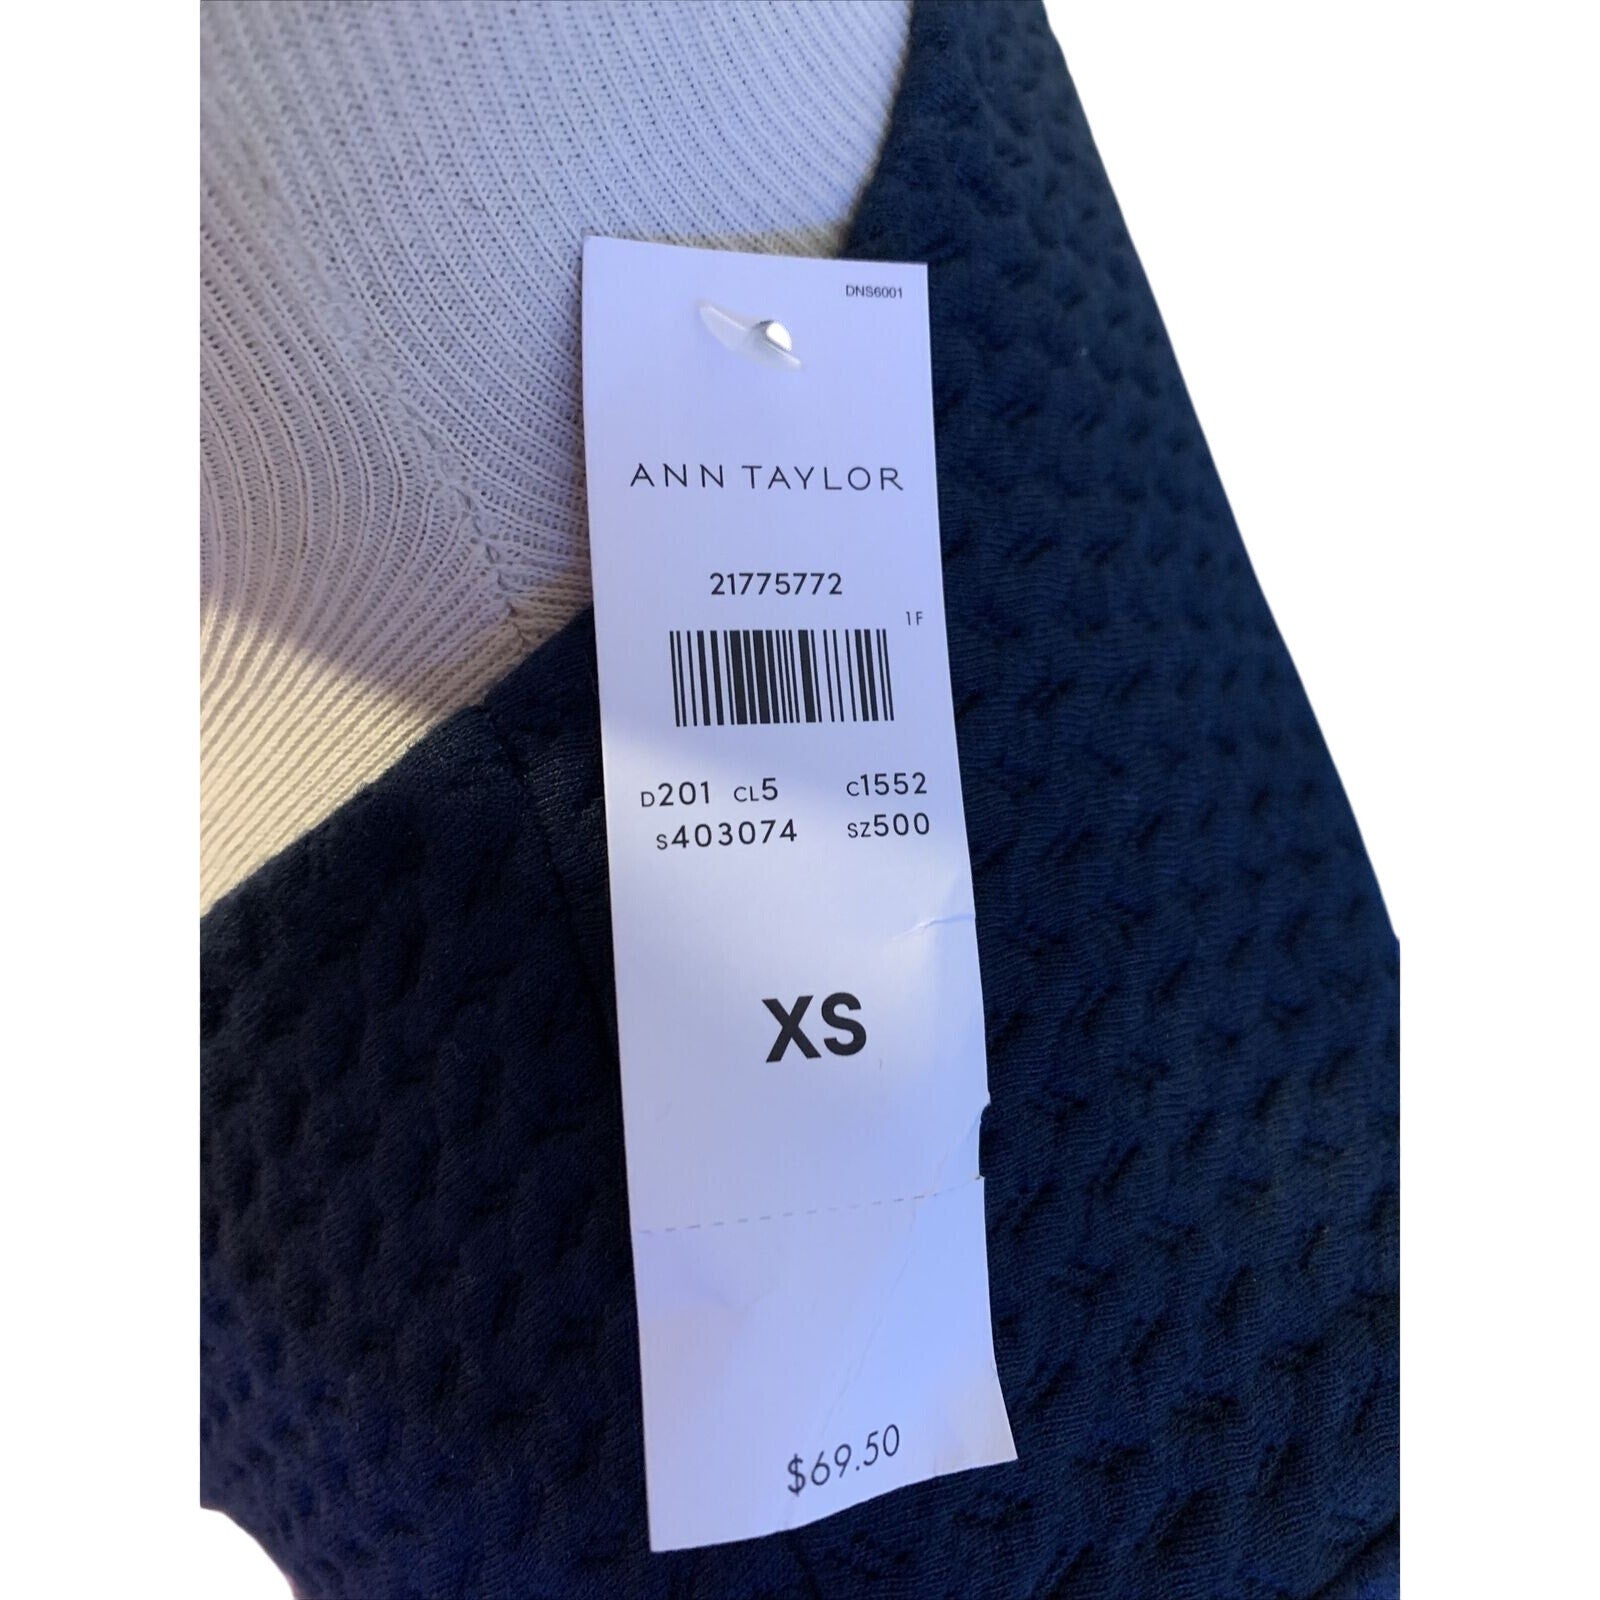 DNS6001
ANN TAYLOR
21775772
1F
D201 CL5 C1552
S403074 SZ500
XS
$69.50